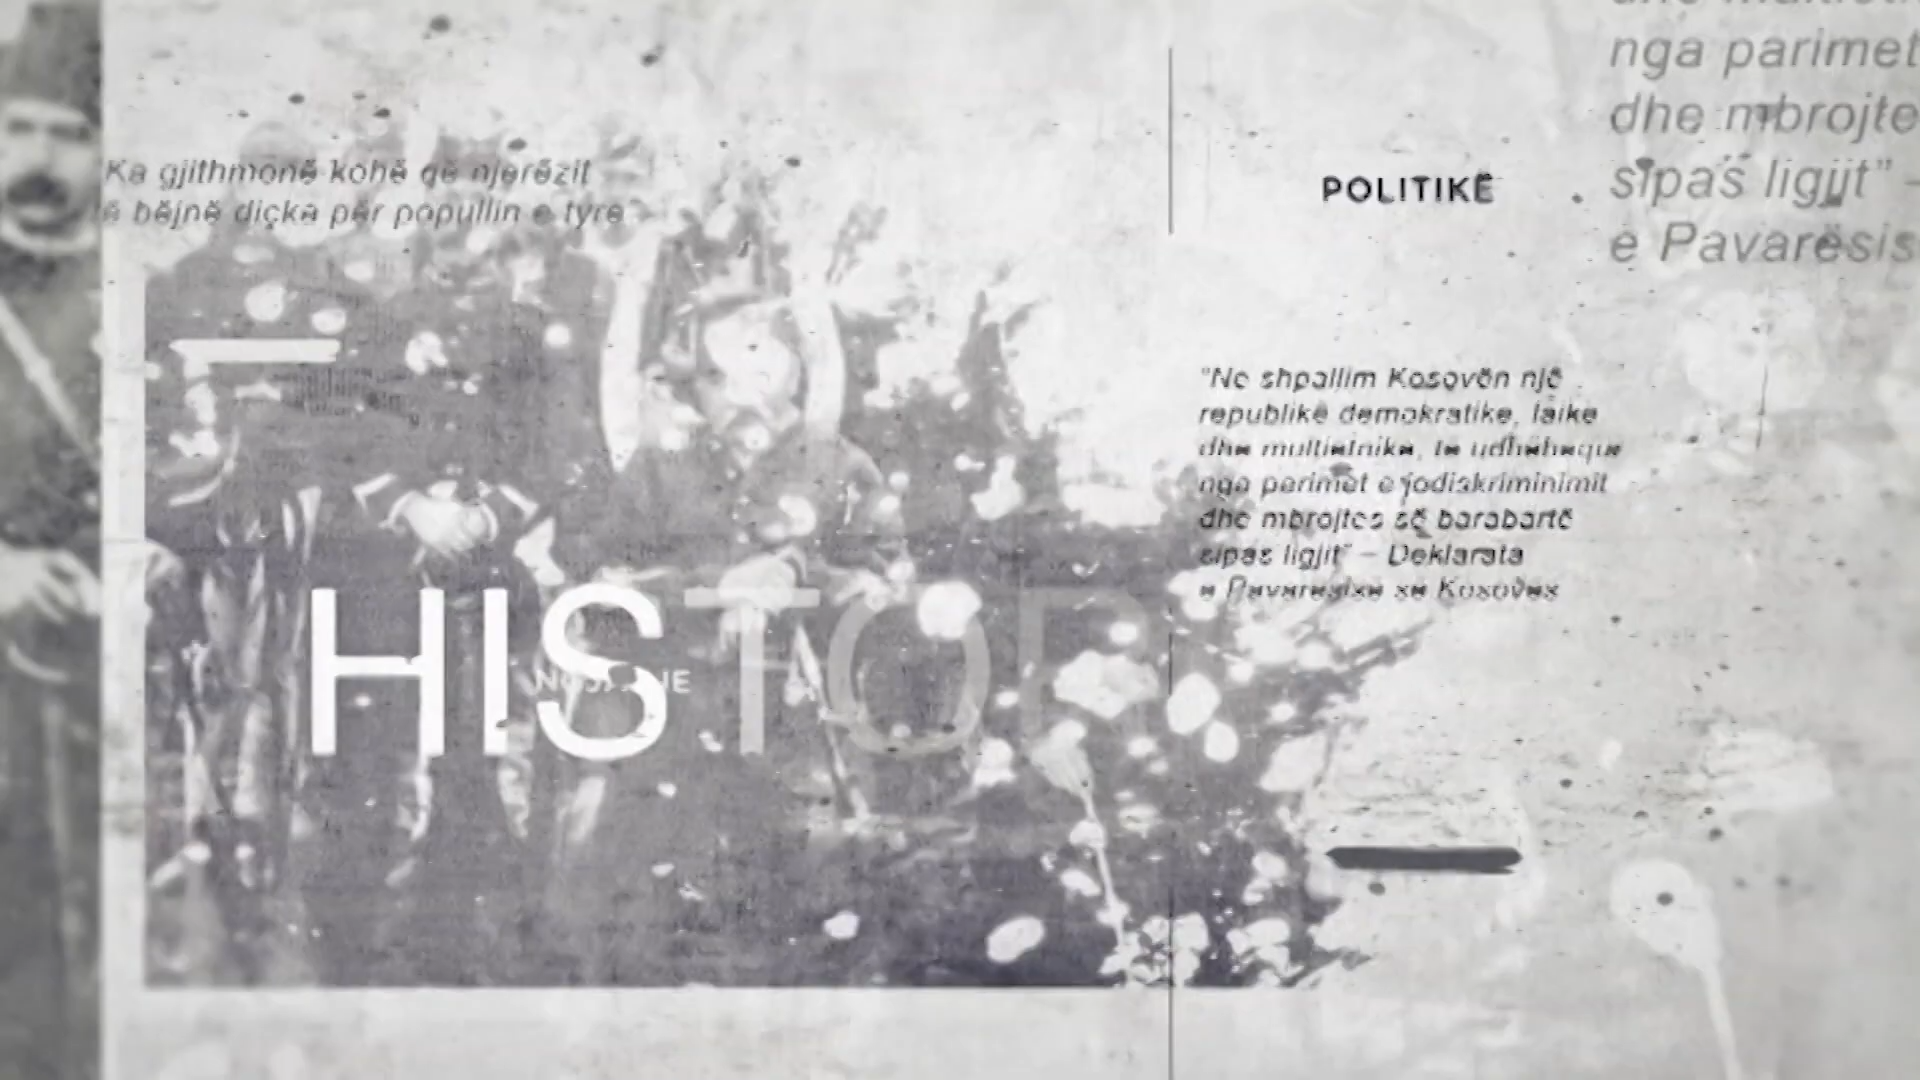 Ka gjithmonë kohë që njerëzit
të bëjnë diçka për popullin e tyre
HISTOR
POLITIKË
"Ne shpallim Kosovën një
republikë demokratike, laike
dhe multietnike, të udhëhequr
nga parimet e jodiskriminimit
dhe mbrojtes së barabartë
sipas ligjit" – Deklarata
e Pavarësisë së Kosovës
nga parimet
dhe mbrojte
sipas ligjit" –
e Pavarësis